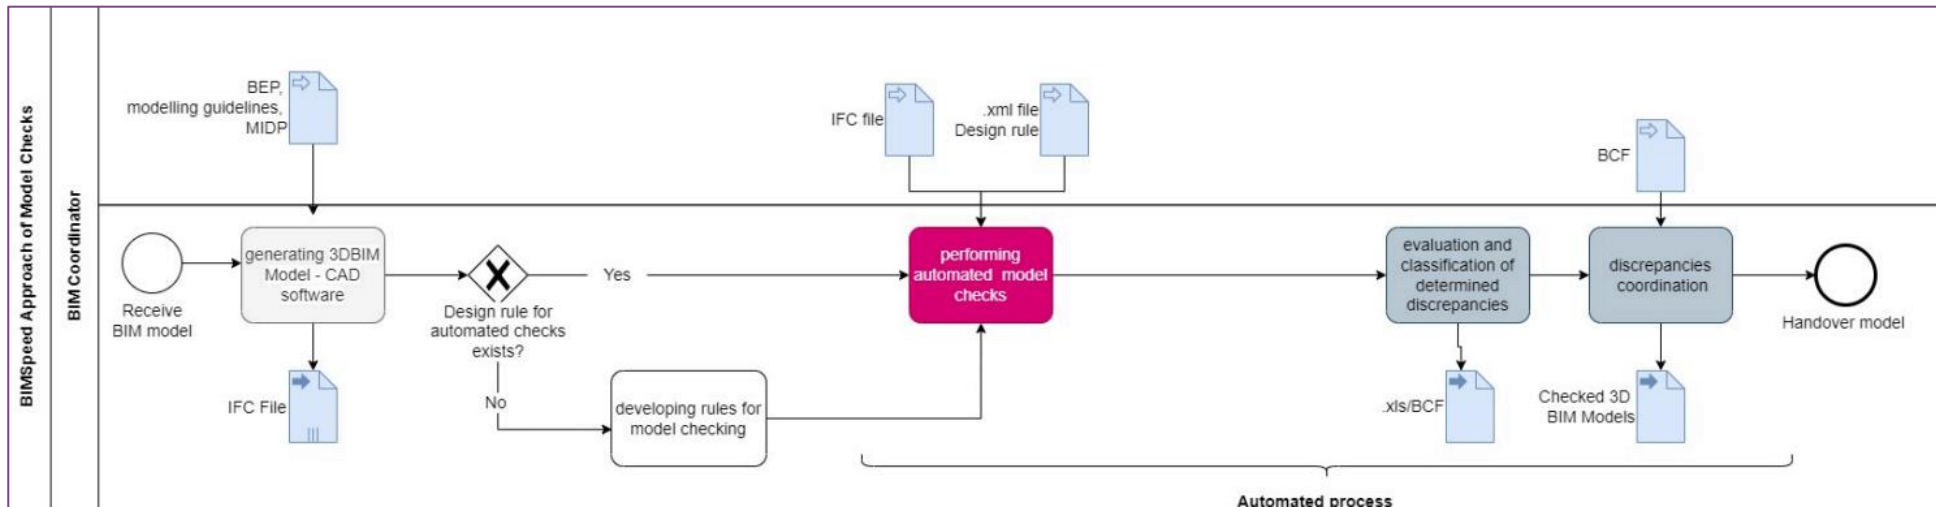 BIMSpeed Approach of Model Checks
BIM Coordinator
BEP,
modelling guidelines,
MIDP
IFC file
.xml file
Design rule
BCF
Receive
BIM model
generating 3DBIM
Model - CAD
software
IFC File
Design rule for
automated checks
exists?
Yes
No
developing rules for
model checking
performing
automated model
checks
evaluation and
classification of
determined
discrepancies
.xls/BCF
discrepancies
coordination
Checked 3D
BIM Models
Handover model
Automated process